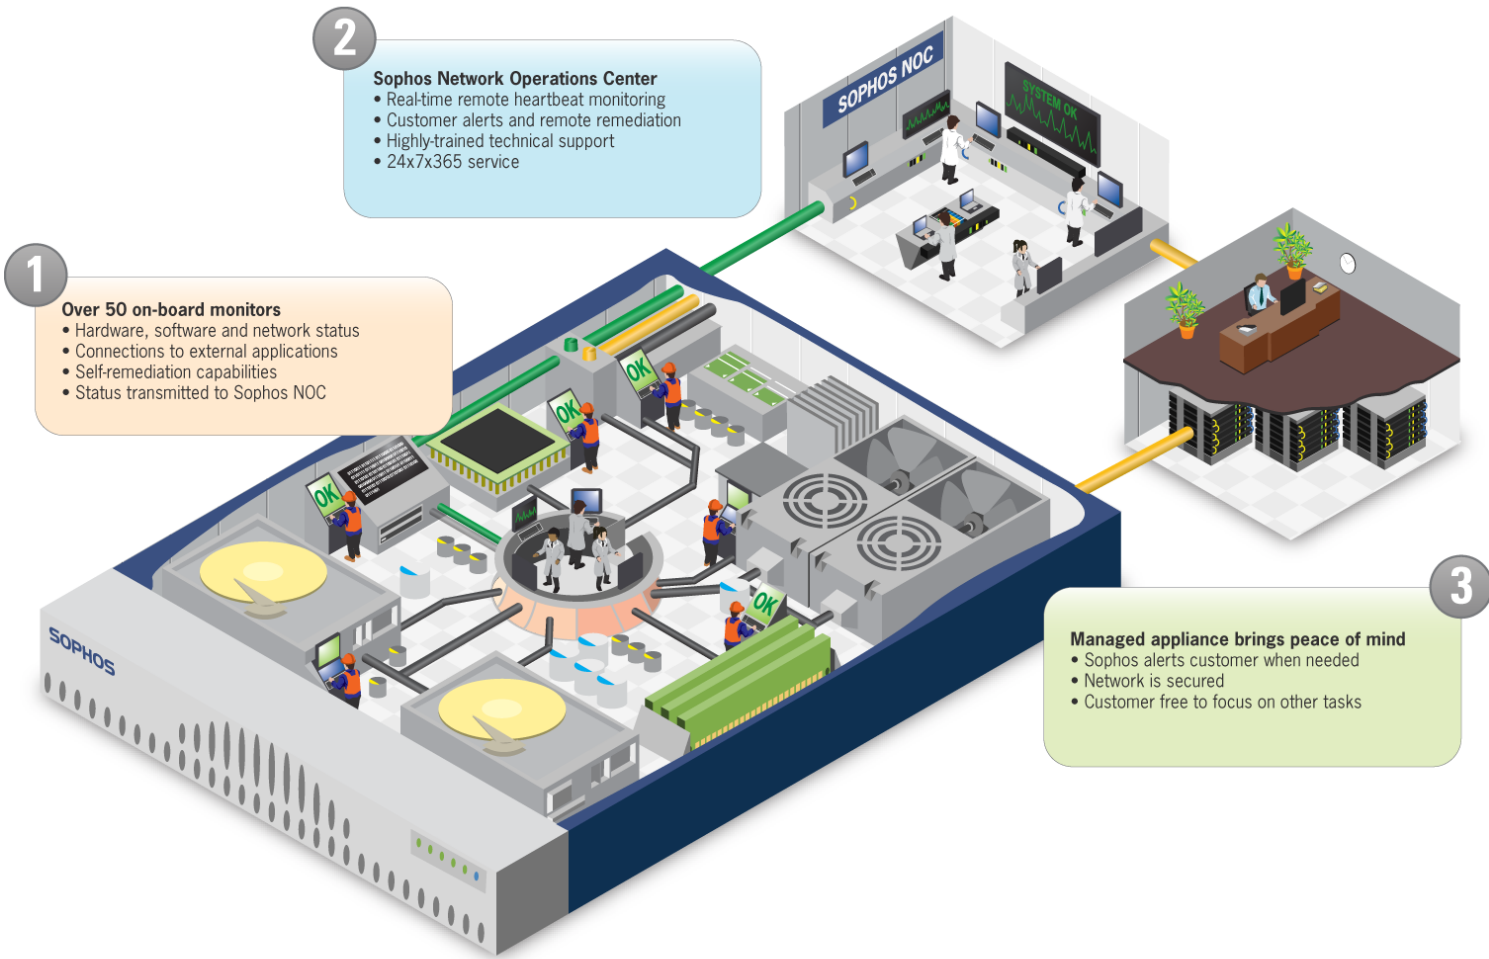 2
Sophos Network Operations Center
• Real-time remote heartbeat monitoring
• Customer alerts and remote remediation
• Highly-trained technical support
• 24x7x365 service
SOPHOS NOC
SYSTEM OK
1
Over 50 on-board monitors
• Hardware, software and network status
• Connections to external applications
• Self-remediation capabilities
• Status transmitted to Sophos NOC
OK
OK
OK
OK
SOPHOS
3
Managed appliance brings peace of mind
• Sophos alerts customer when needed
• Network is secured
• Customer free to focus on other tasks